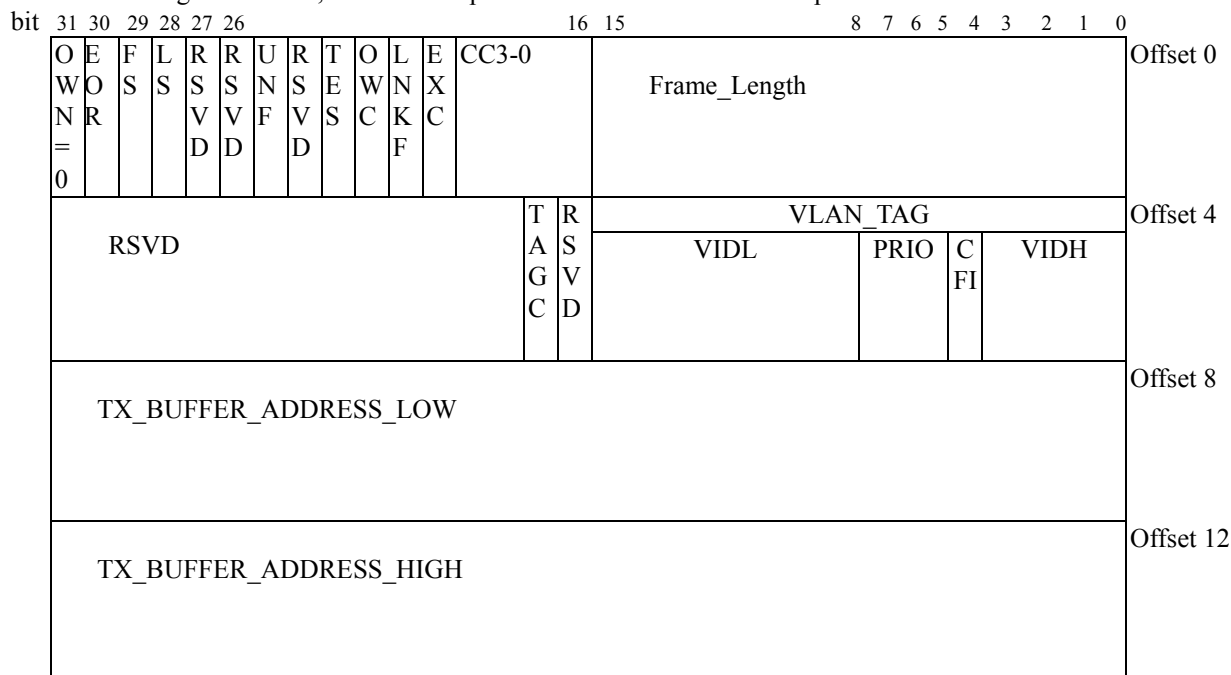 bit 31 30 29 28 27 26 16 15 8 7 6 5 4 3 2 1 0
O E F L R R U R T O L E CC3-0 Offset 0
W O S S S S N S E W N X Frame_Length
N R V V F V S C K C
= D D D F
0
T R VLAN_TAG Offset 4
RSVD A S VIDL PRIO C VIDH
G V FI
C D
Offset 8
TX_BUFFER_ADDRESS_LOW
Offset 12
TX_BUFFER_ADDRESS_HIGH